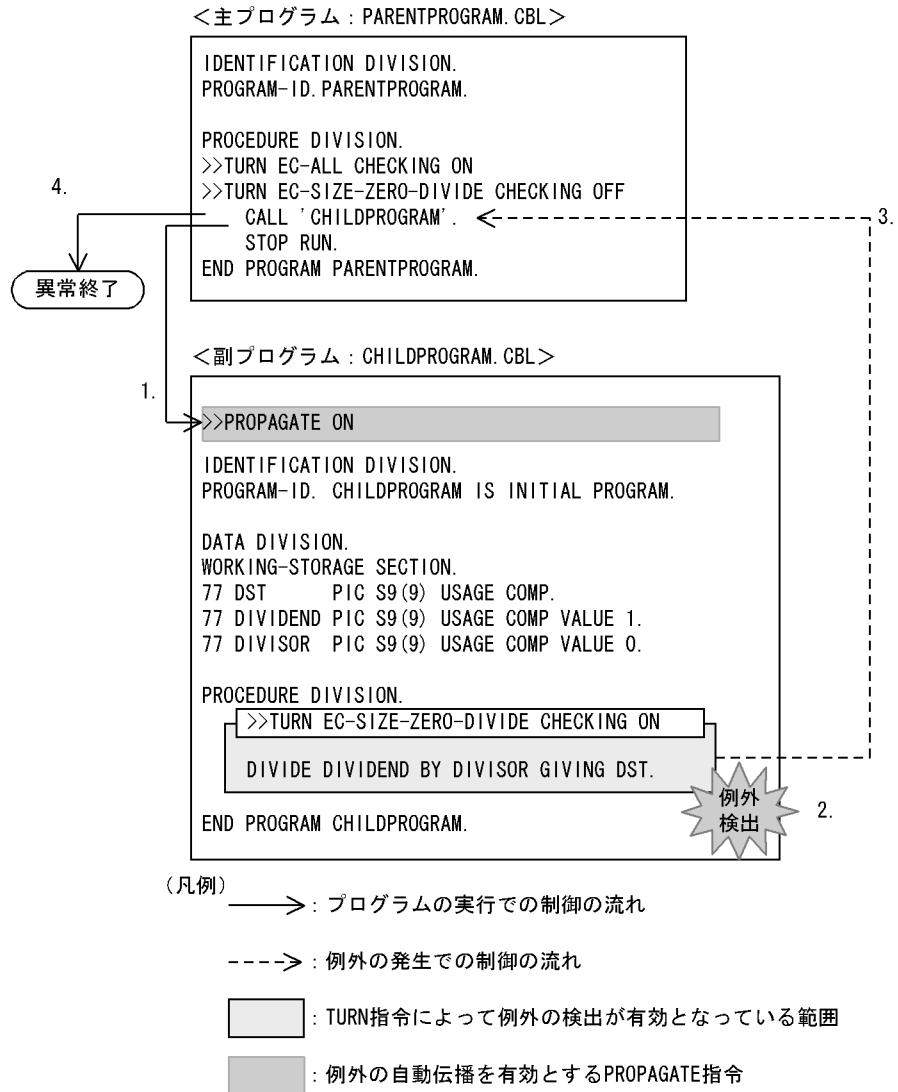 ＜主プログラム：PARENTPROGRAM.CBL＞
IDENTIFICATION DIVISION.
PROGRAM-ID.PARENTPROGRAM.
PROCEDURE DIVISION.
>>TURN EC-ALL CHECKING ON
>>TURN EC-SIZE-ZERO-DIVIDE CHECKING OFF
CALL 'CHILDPROGRAM'.
STOP RUN.
END PROGRAM PARENTPROGRAM.
4.
3.
異常終了
＜副プログラム：CHILDPROGRAM.CBL＞
1.
>>PROPAGATE ON
IDENTIFICATION DIVISION.
PROGRAM-ID. CHILDPROGRAM IS INITIAL PROGRAM.
DATA DIVISION.
WORKING-STORAGE SECTION.
77 DST PIC S9(9) USAGE COMP.
77 DIVIDEND PIC S9(9) USAGE COMP VALUE 1.
77 DIVISOR PIC S9(9) USAGE COMP VALUE 0.
PROCEDURE DIVISION.
>>TURN EC-SIZE-ZERO-DIVIDE CHECKING ON
DIVIDE DIVIDEND BY DIVISOR GIVING DST.
例外
検出
2.
END PROGRAM CHILDPROGRAM.
（凡例）
：プログラムの実行での制御の流れ
：例外の発生での制御の流れ
：TURN指令によって例外の検出が有効となっている範囲
：例外の自動伝播を有効とするPROPAGATE指令